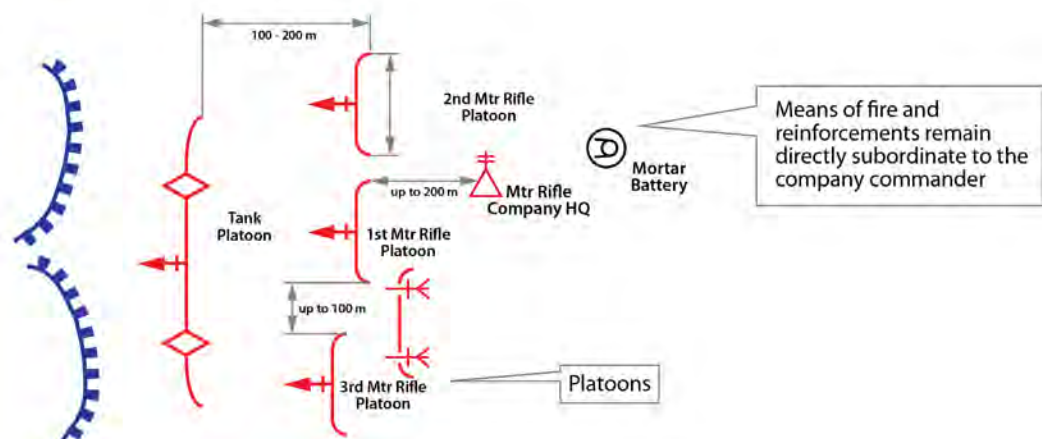 100 - 200 m
2nd Mtr Rifle
Platoon
Means of fire and
reinforcements remain
directly subordinate to the
company commander
Mortar
Battery
up to 200 m
Mtr Rifle
Company HQ
Tank
Platoon
1st Mtr Rifle
Platoon
up to 100 m
3rd Mtr Rifle
Platoon
Platoons